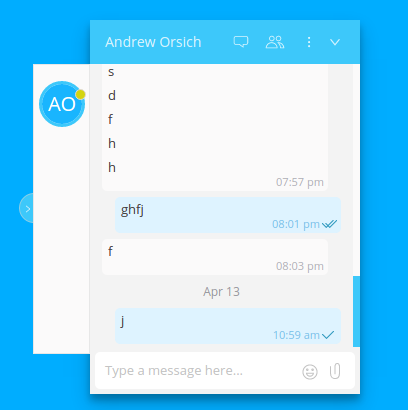 Andrew Orsich
AO
s
d
f
h
h
07:57 pm
ghfj
08:01 pm
f
08:03 pm
Apr 13
j
10:59 am
Type a message here...